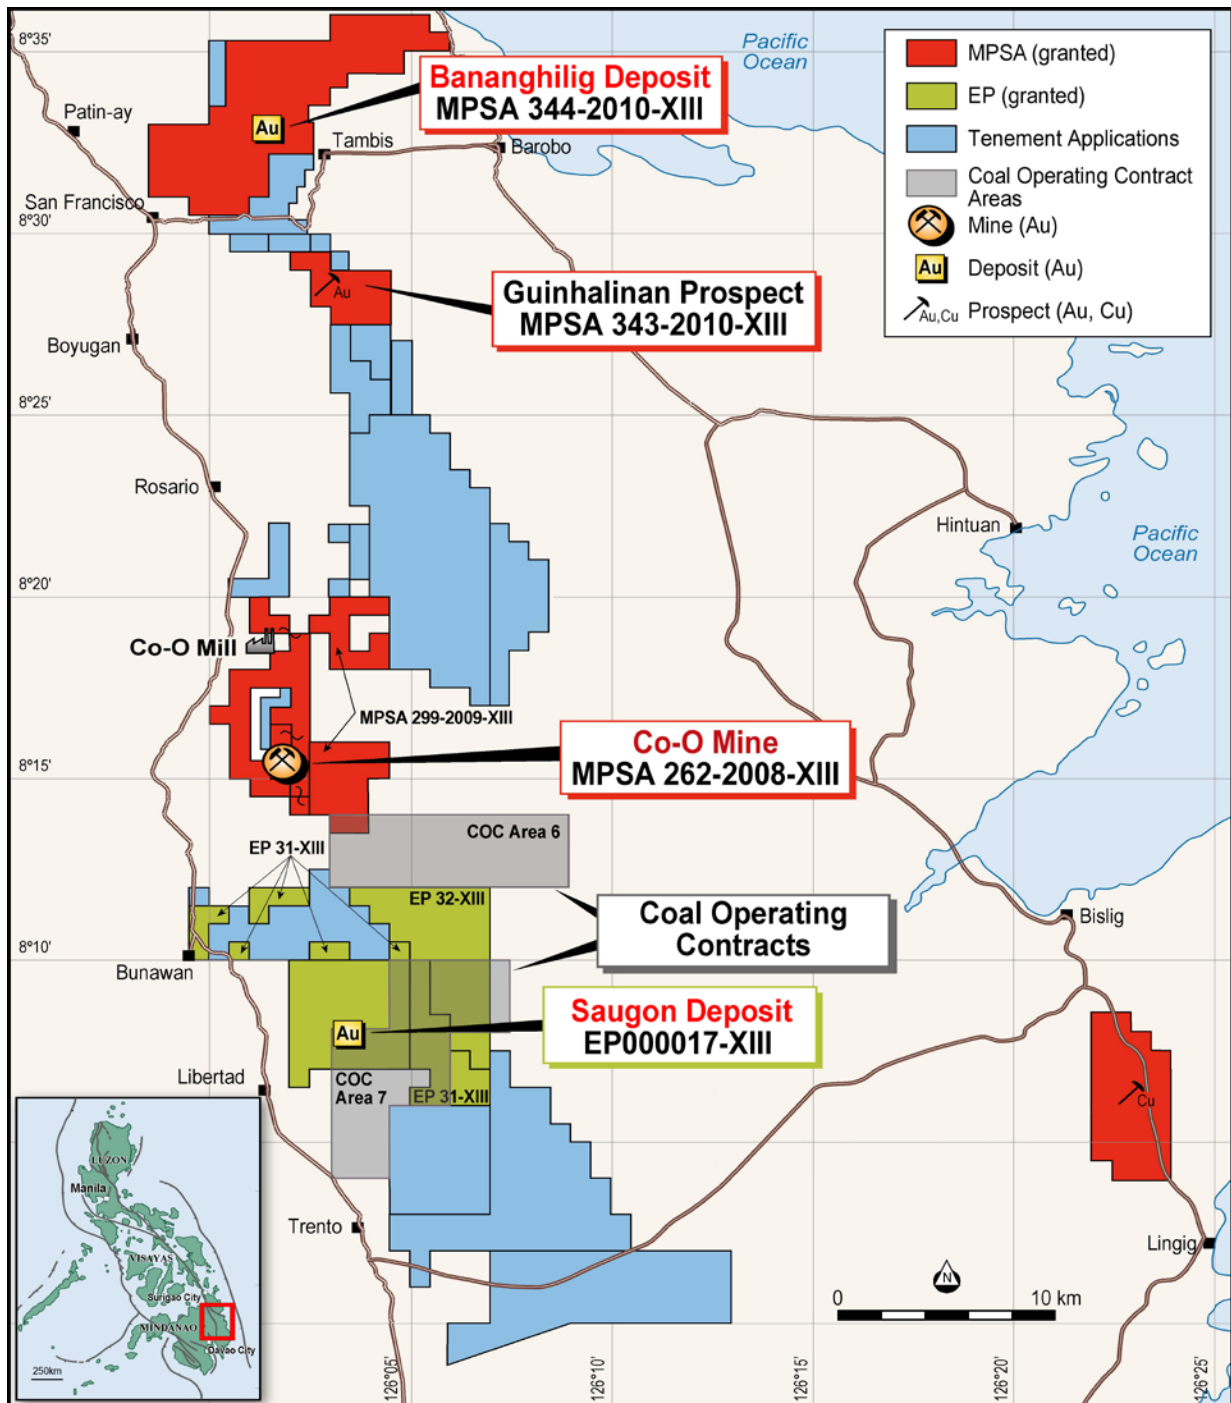 8°35'
Pacific
Ocean
MPSA (granted)
EP (granted)
Tenement Applications
Coal Operating Contract
Areas
Mine (Au)
Au
Deposit (Au)
Au,Cu
Prospect (Au, Cu)
Bananghilig Deposit
MPSA 344-2010-XIII
Patin-ay
Au
Tambis
Barobo
San Francisco
8°30'
Au
Guinhalinan Prospect
MPSA 343-2010-XIII
Boyugan
8°25'
Rosario
Hintuan
Pacific
Ocean
8°20'
Co-O Mill
MPSA 299-2009-XIII
Co-O Mine
MPSA 262-2008-XIII
8°15'
COC Area 6
EP 31-XIII
EP 32-XIII
Coal Operating
Contracts
Bislig
8°10'
Bunawan
Saugon Deposit
EP000017-XIII
Au
Libertad
COC
Area 7
EP 31-XIII
Cu
LUZON
Manila
VISAYAS
Surigao City
MINDANAO
Davao City
250km
Trento
Lingig
N
0
10 km
126°05'
126°10'
126°15'
126°20'
126°25'